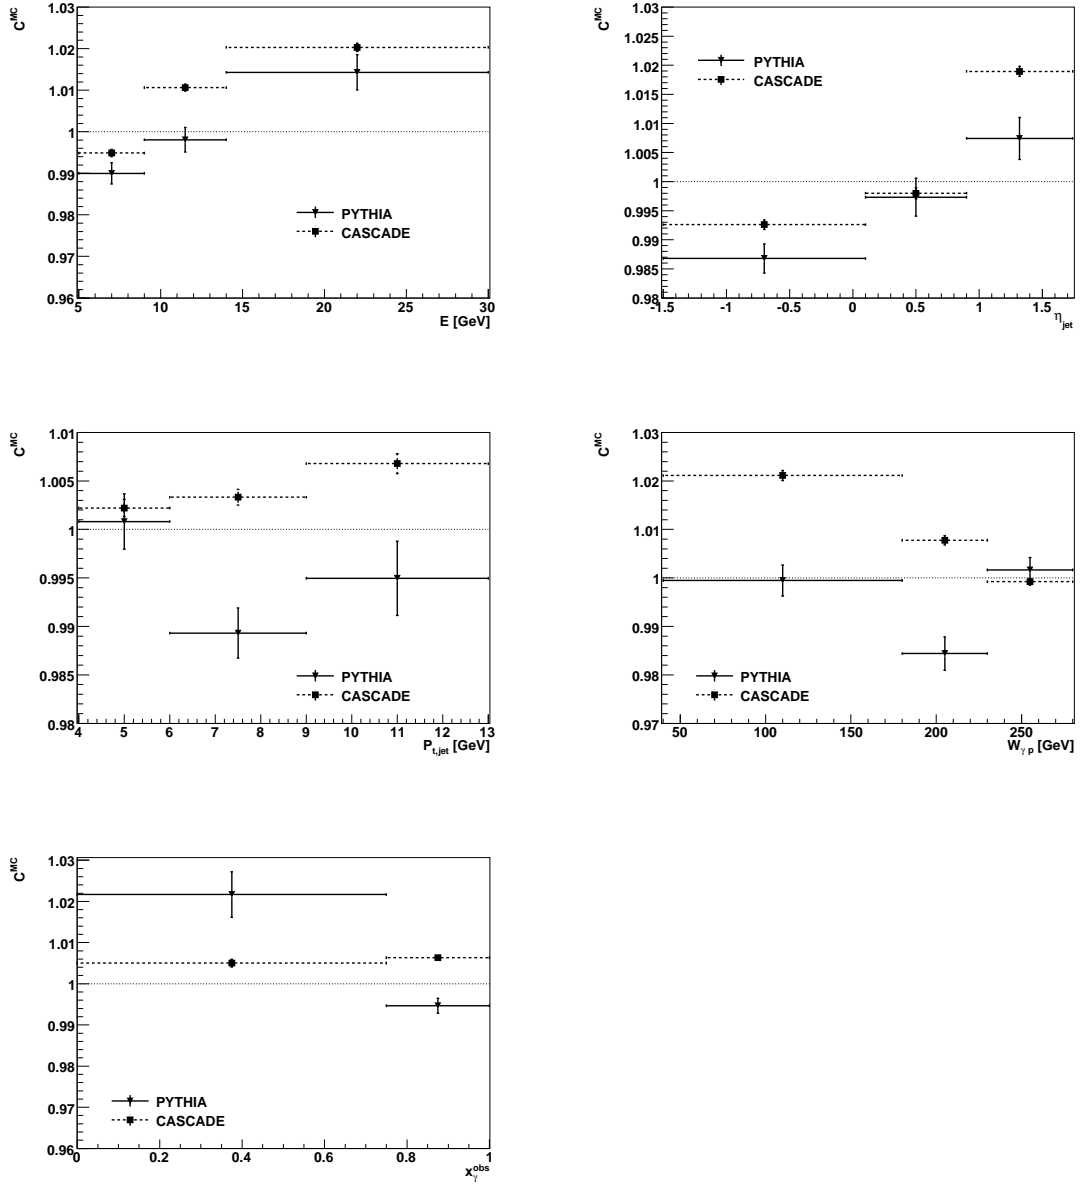 C^MC
1.03
1.02
1.01
1
0.99
0.98
0.97
0.96
PYTHIA
CASCADE
5 10 15 20 25 30
E [GeV]
C^MC
1.03
1.025
1.02
1.015
1.01
1.005
1
0.995
0.99
0.985
0.98
PYTHIA
CASCADE
-1.5 -1 -0.5 0 0.5 1 1.5
η_jet
C^MC
1.01
1.005
1
0.995
0.99
0.985
0.98
PYTHIA
CASCADE
4 5 6 7 8 9 10 11 12 13
P_t,jet [GeV]
C^MC
1.03
1.02
1.01
1
0.99
0.98
0.97
PYTHIA
CASCADE
50 100 150 200 250
W_γ p [GeV]
C^MC
1.03
1.02
1.01
1
0.99
0.98
0.97
0.96
PYTHIA
CASCADE
0 0.2 0.4 0.6 0.8 1
x_γ^obs